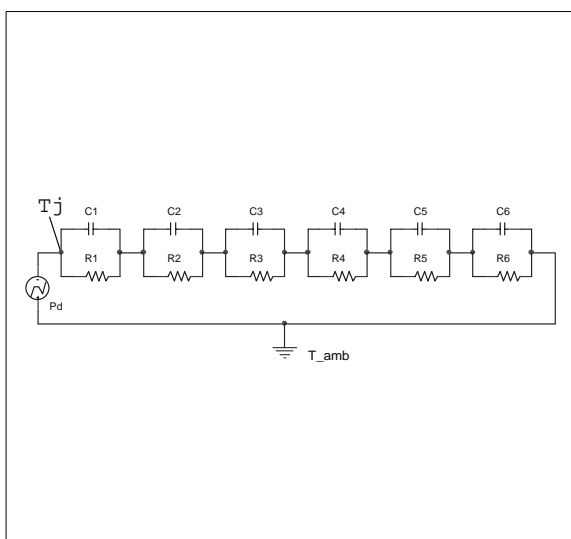 Tj
C1 C2 C3 C4 C5 C6
R1 R2 R3 R4 R5 R6
Pd
T_amb